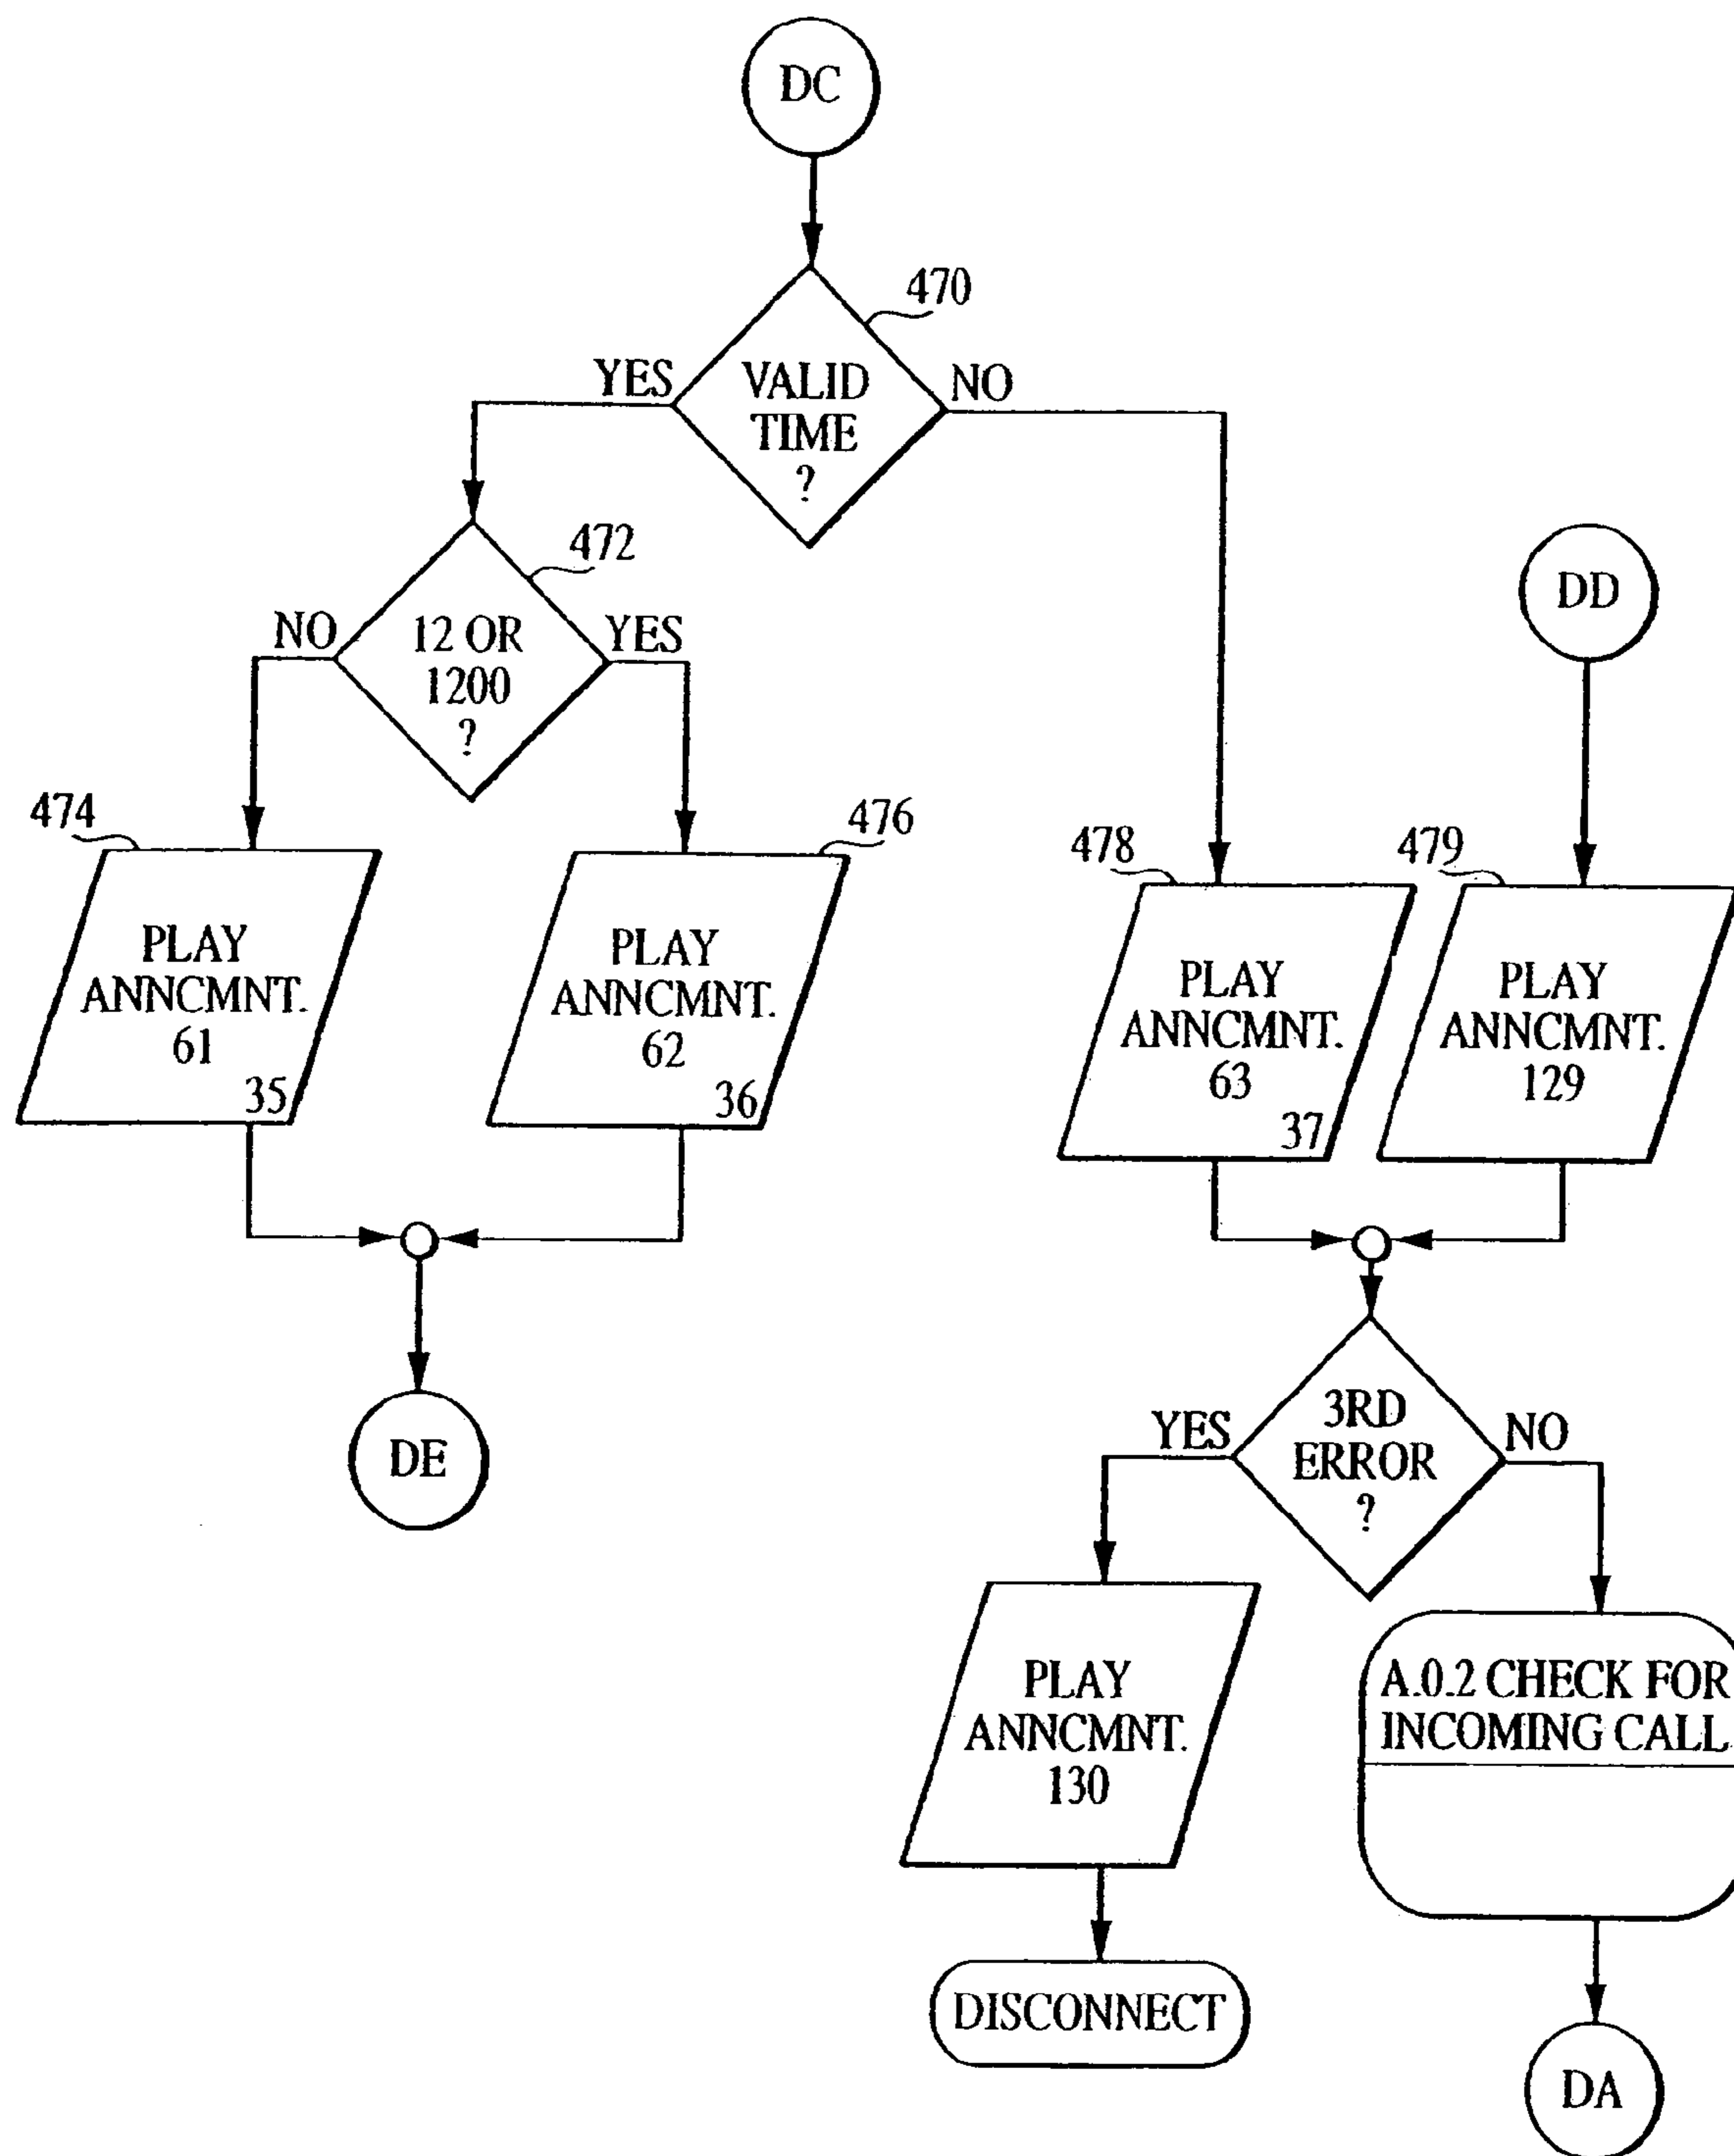 DC
470
YES
VALID
TIME
?
NO
472
NO
12 OR
1200
?
YES
DD
474
PLAY
ANNCMNT.
61
35
476
PLAY
ANNCMNT.
62
36
478
PLAY
ANNCMNT.
63
37
479
PLAY
ANNCMNT.
129
DE
YES
3RD
ERROR
?
NO
PLAY
ANNCMNT.
130
A.0.2 CHECK FOR
INCOMING CALL
DISCONNECT
DA